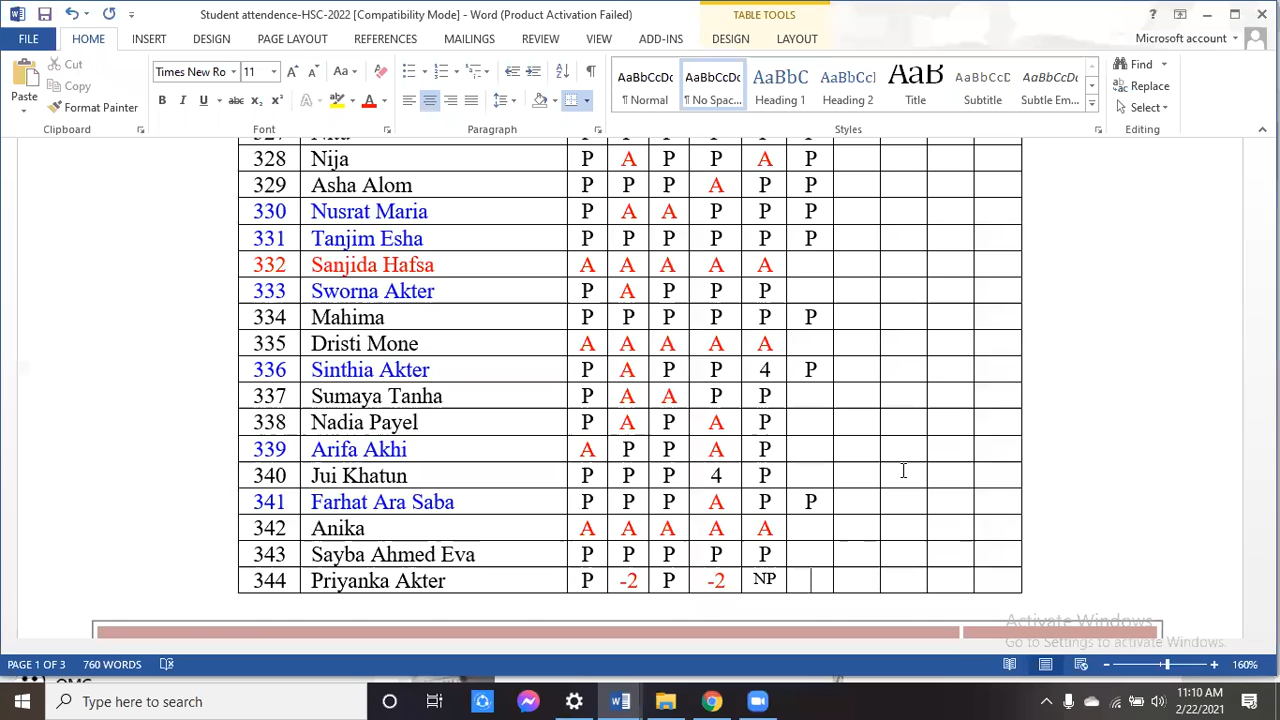 Student attendence-HSC-2022 [Compatibility Mode] - Word (Product Activation Failed)
TABLE TOOLS
FILE HOME INSERT DESIGN PAGE LAYOUT REFERENCES MAILINGS REVIEW VIEW ADD-INS DESIGN LAYOUT
Microsoft account
Paste
Cut
Copy
Format Painter
Clipboard
Times New Ro 11
Font
Paragraph
AaBbCcDc AaBbCcDc AaBbC AaBbCc AaB AaBbCcD AaBbCcD
¶ Normal ¶ No Spac... Heading 1 Heading 2 Title Subtitle Subtle Em...
Styles
Find
Replace
Select
Editing
328 Nija P A P P A P
329 Asha Alom P P P A P P
330 Nusrat Maria P A A P P P
331 Tanjim Esha P P P P P P
332 Sanjida Hafsa A A A A A
333 Sworna Akter P A P P P
334 Mahima P P P P P P
335 Dristi Mone A A A A A
336 Sinthia Akter P A P P 4 P
337 Sumaya Tanha P A A P P
338 Nadia Payel P A P A P
339 Arifa Akhi A P P A P
340 Jui Khatun P P P 4 P
341 Farhat Ara Saba P P P A P P
342 Anika A A A A A
343 Sayba Ahmed Eva P P P P P
344 Priyanka Akter P -2 P -2 NP
Activate Windows
Go to Settings to activate Windows.
PAGE 1 OF 3 760 WORDS 160%
Type here to search
11:10 AM
2/22/2021